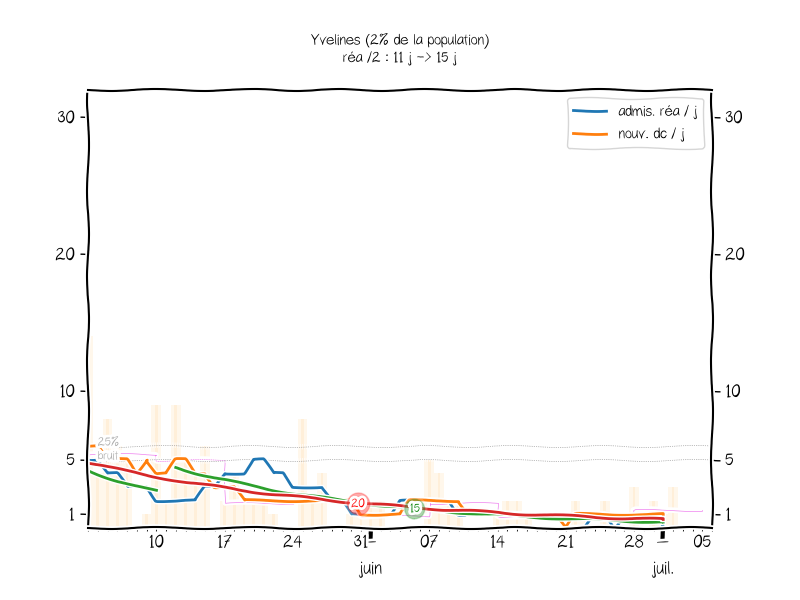 Yvelines (2% de la population)
réa /2 : 11 j -> 15 j
admis. réa / j
nouv. dc / j
30 30
20 20
10 10
25%
bruit
5 5
20
15
1 1
10 17 24 31 07 14 21 28 05
juin juil.